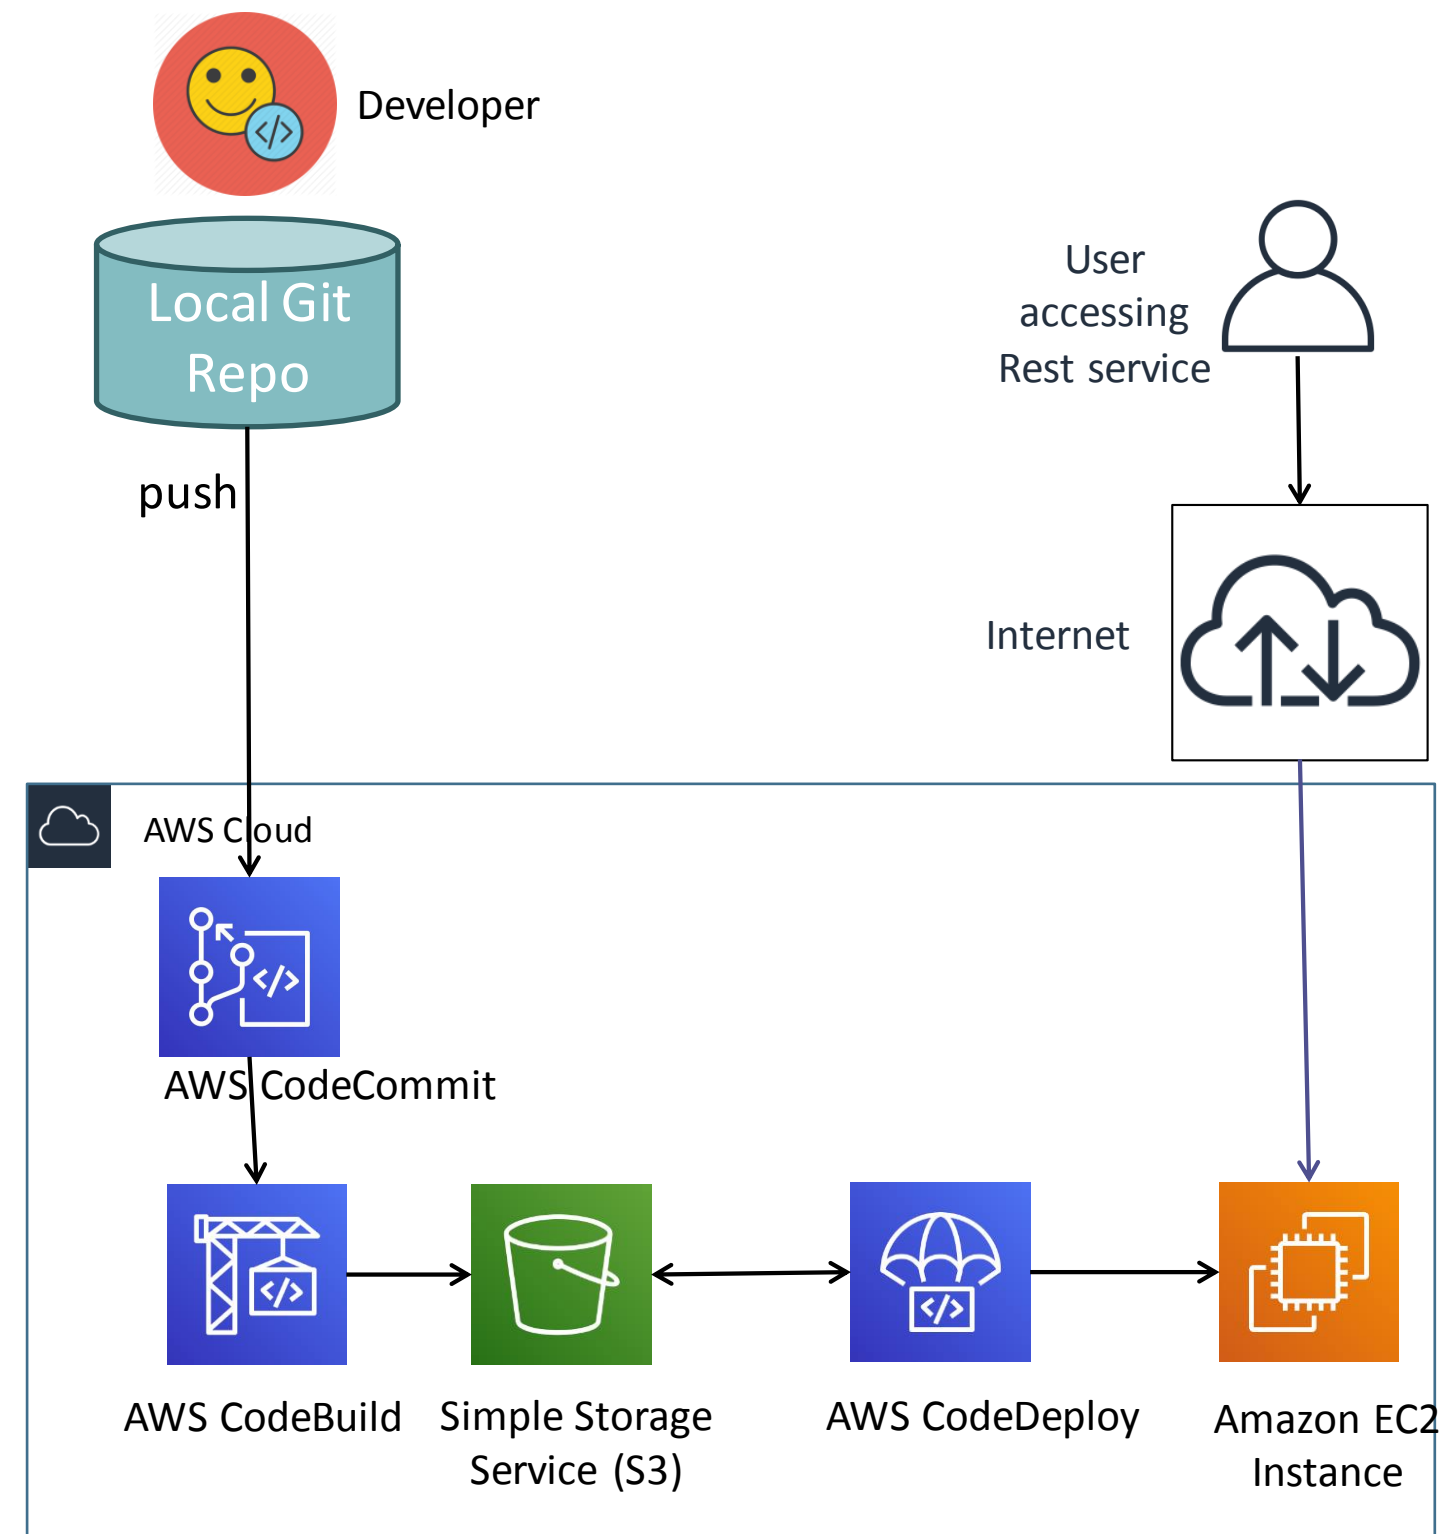 Developer
Local Git
Repo
User
accessing
Rest service
push
Internet
AWS Cloud
</>
AWS CodeCommit
</>
</>
</>
AWS CodeBuild
Simple Storage
Service (S3)
AWS CodeDeploy
Amazon EC2
Instance